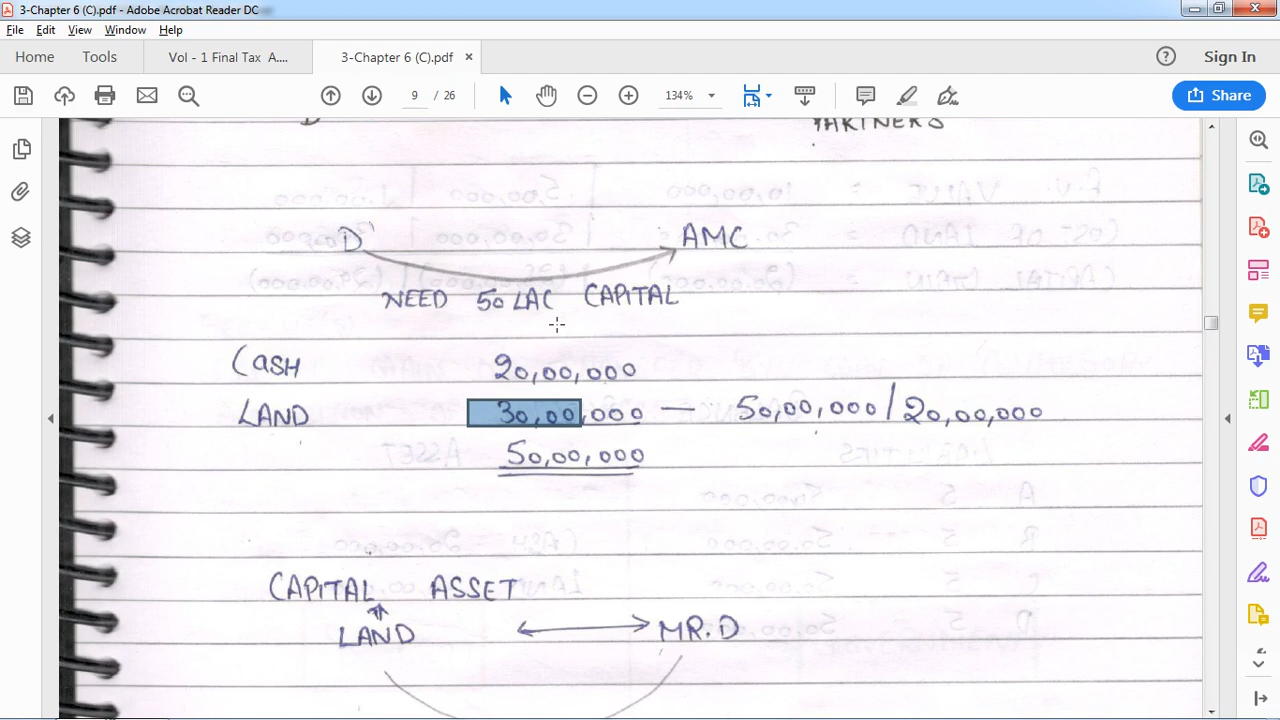 3-Chapter 6 (C).pdf - Adobe Acrobat Reader DC
File Edit View Window Help
Home Tools Vol - 1 Final Tax A.... 3-Chapter 6 (C).pdf × Sign In
9 / 26 134% Share
PARTNERS
D AMC
NEED 50 LAC CAPITAL
CASH 20,00,000
LAND 30,00,000 — 50,00,000/20,00,000
50,00,000
CAPITAL ASSET
LAND MR.D